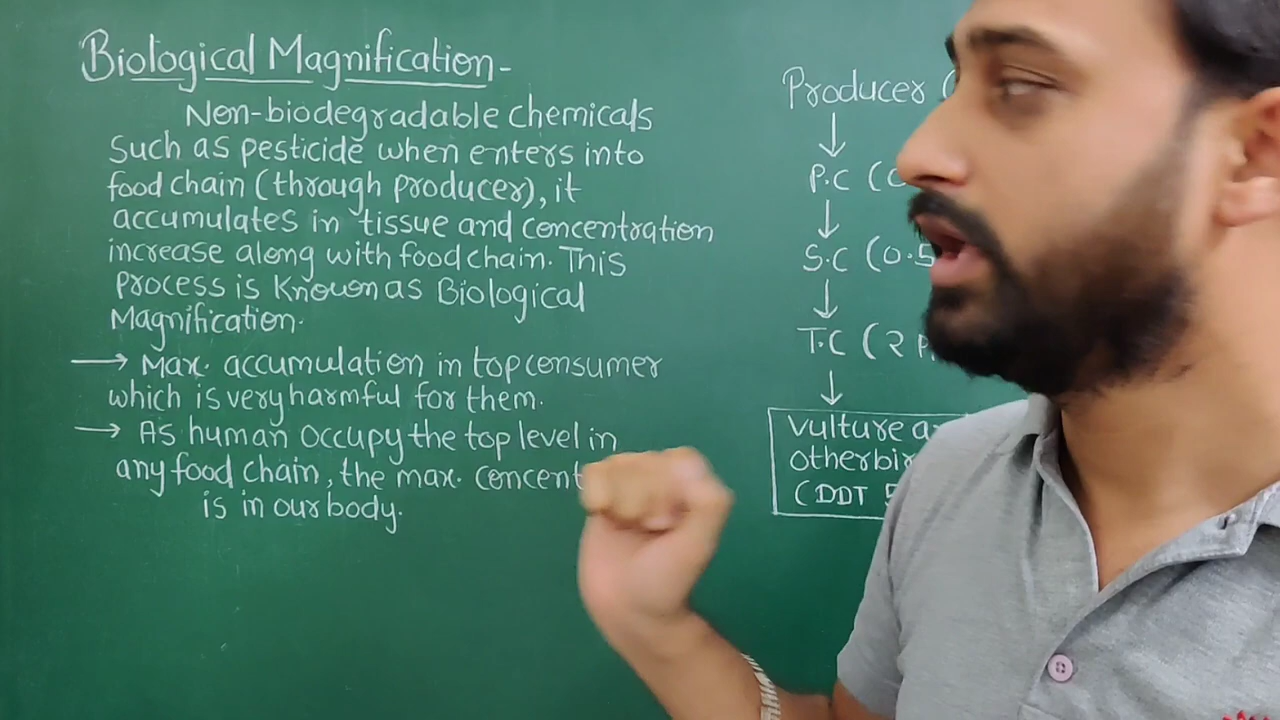 Biological Magnification-
Non-biodegradable chemicals
Such as pesticide when enters into
food chain (through producer), it
accumulates in tissue and concentration
increase along with food chain. This
process is known as Biological
Magnification.
→ Max. accumulation in top consumer
which is very harmful for them.
→ As human occupy the top level in
any food chain, the max. concent
is in our body.
Producer (
↓
P.C (0
↓
S.C (0.5
↓
T.C (2 P
↓
Vulture a
other bir
(DDT 5